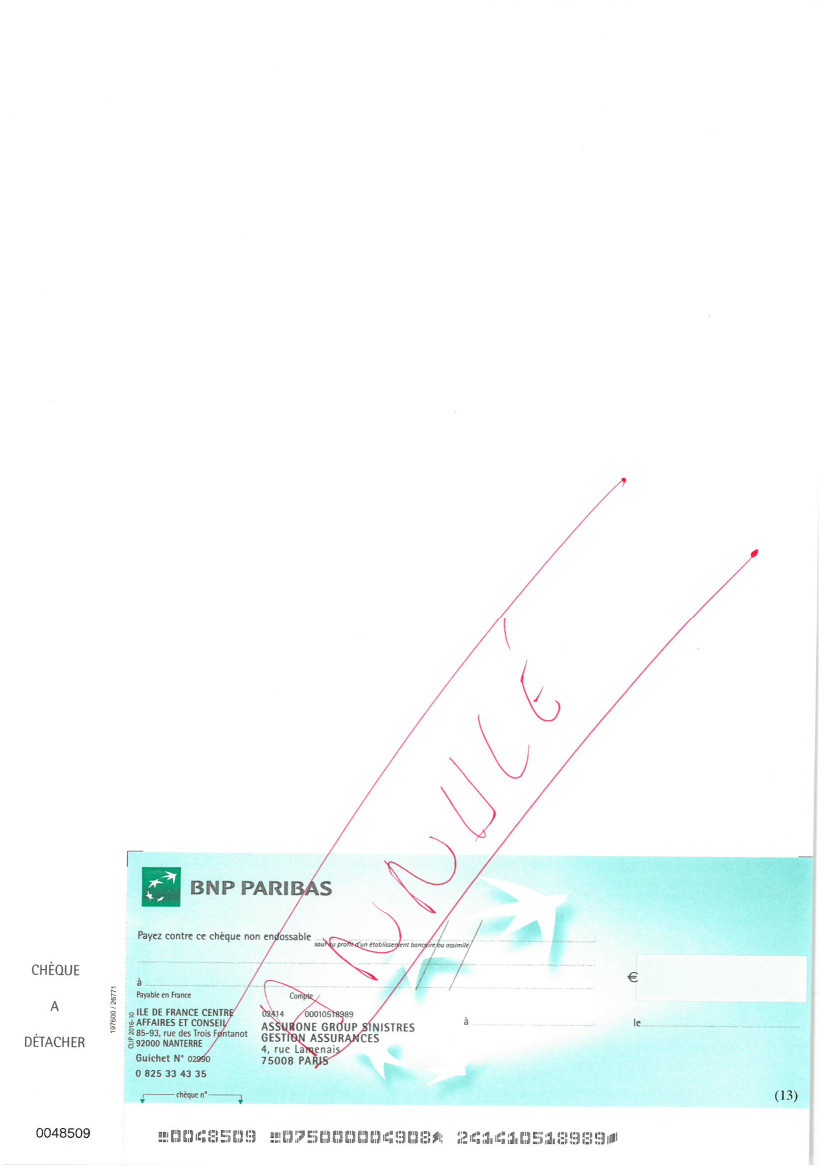 ANNULÉ
BNP PARIBAS
Payez contre ce chèque non endossable
sauf au profit d'un établissement bancaire ou assimilé
€
à
Payable en France
Compte
ILE DE FRANCE CENTRE
AFFAIRES ET CONSEIL
85-93, rue des Trois Fontanot
92000 NANTERRE
Guichet N° 02990
0 825 33 43 35
02414 00010518989
ASSURONE GROUP SINISTRES
GESTION ASSURANCES
4, rue Lamenais
75008 PARIS
à
le
CHÈQUE
A
DÉTACHER
197600 / 26771
CLIP 2016-10
chèque n°
(13)
0048509
0048509 075000004908 241410518989